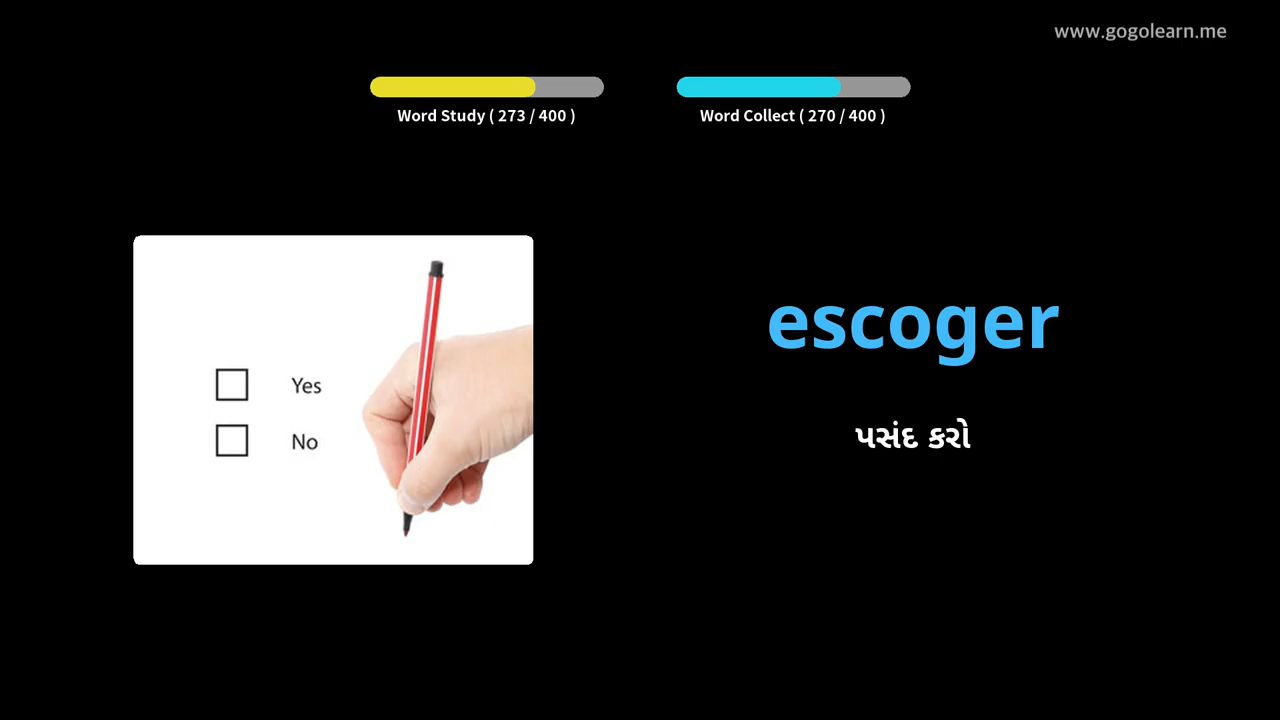 www.gogolearn.me
Word Study ( 273 / 400 )
Word Collect ( 270 / 400 )
Yes
No
escoger
પસંદ કરો